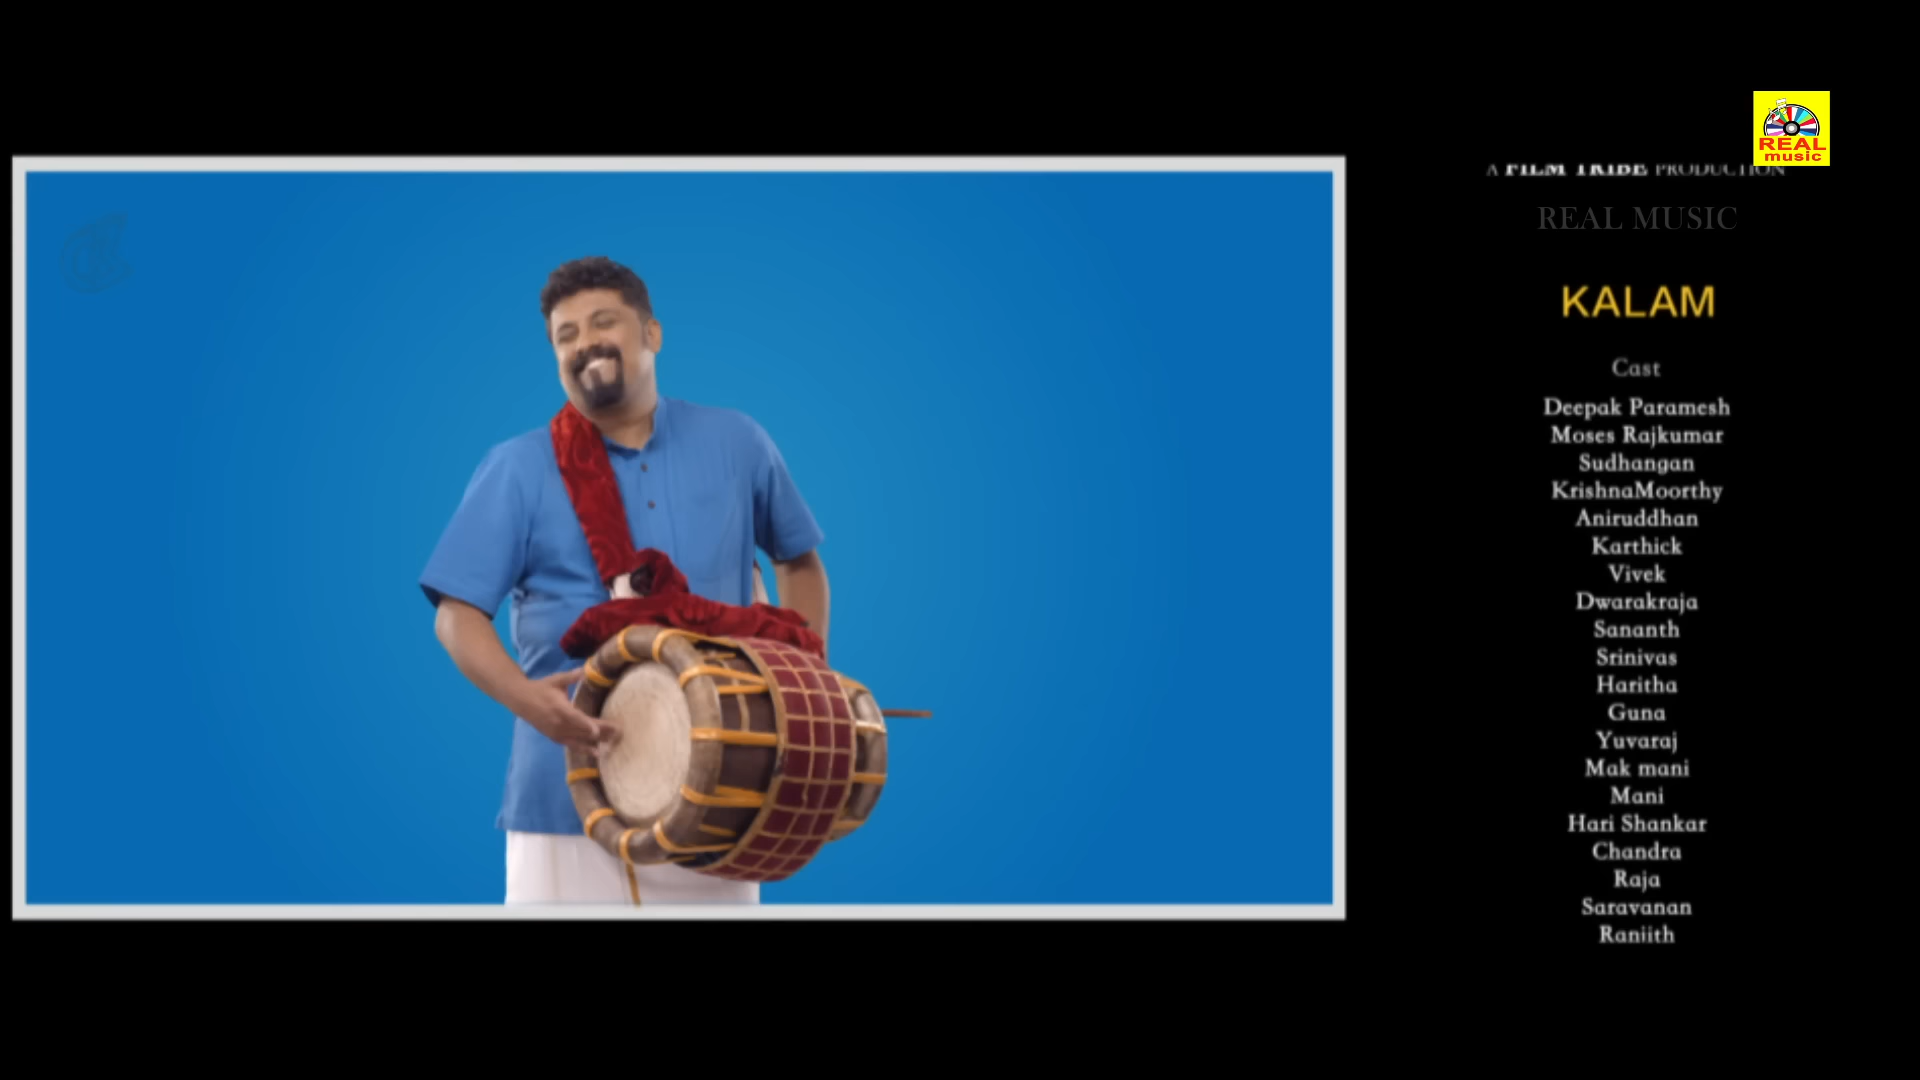 REAL
music
A FILM TRIBE PRODUCTION
REAL MUSIC
KALAM
Cast
Deepak Paramesh
Moses Rajkumar
Sudhangan
KrishnaMoorthy
Aniruddhan
Karthick
Vivek
Dwarakraja
Sananth
Srinivas
Haritha
Guna
Yuvaraj
Mak mani
Mani
Hari Shankar
Chandra
Raja
Saravanan
Ranjith